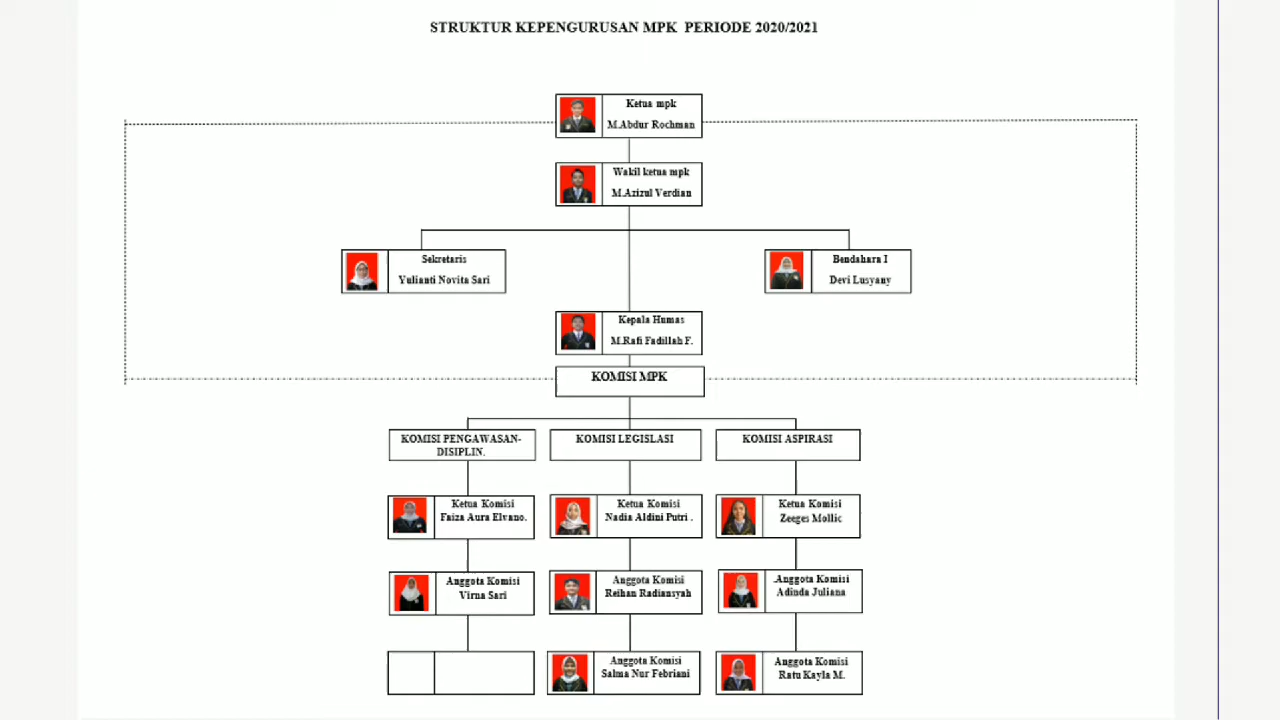 STRUKTUR KEPENGURUSAN MPK PERIODE 2020/2021
Ketua mpk
M.Abdur Rochman
Wakil ketua mpk
M.Azizul Verdian
Sekretaris
Yulianti Novita Sari
Bendahara I
Devi Lusyany
Kepala Humas
M.Rafi Fadillah F.
KOMISI MPK
KOMISI PENGAWASAN-
DISIPLIN.
KOMISI LEGISLASI
KOMISI ASPIRASI
Ketua Komisi
Faiza Aura Elvano.
Ketua Komisi
Nadia Aldini Putri .
Ketua Komisi
Zeeges Mollic
Anggota Komisi
Virna Sari
Anggota Komisi
Reihan Radiansyah
.Anggota Komisi
Adinda Juliana
Anggota Komisi
Salma Nur Febriani
Anggota Komisi
Ratu Kayla M.